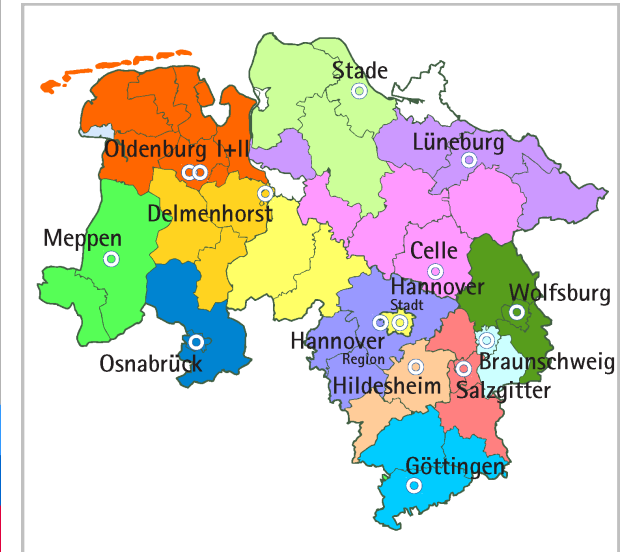 Stade
Lüneburg
Oldenburg I+II
Delmenhorst
Meppen
Celle
Hannover
Stadt
Wolfsburg
Hannover
Region
Osnabrück
Braunschweig
Hildesheim
Salzgitter
Göttingen